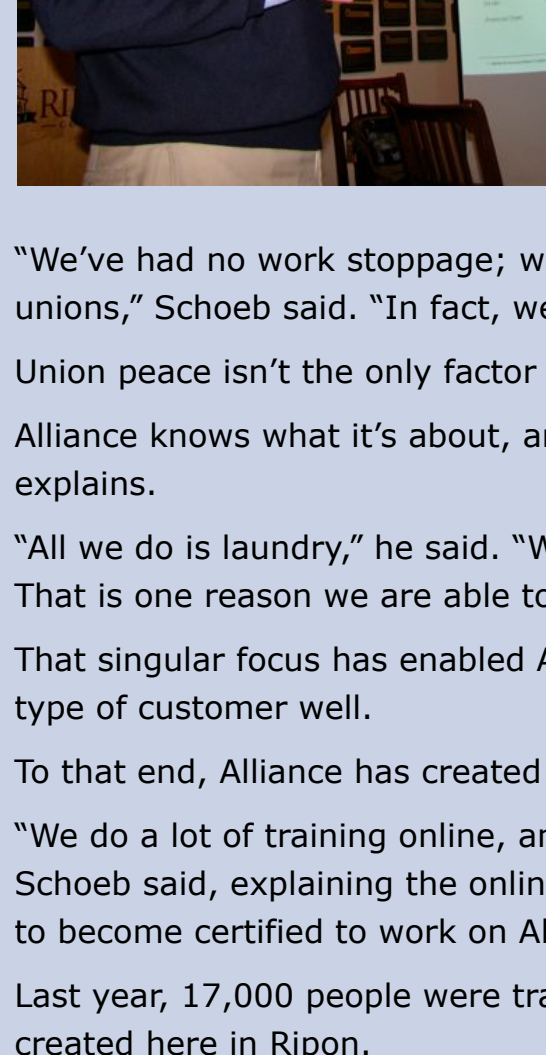 RI
“We’ve had no work stoppage; w
unions,” Schoeb said. “In fact, we
Union peace isn’t the only factor
Alliance knows what it’s about, an
explains.
“All we do is laundry,” he said. “W
That is one reason we are able to
That singular focus has enabled A
type of customer well.
To that end, Alliance has created
“We do a lot of training online, an
Schoeb said, explaining the onlin
to become certified to work on Al
Last year, 17,000 people were tra
created here in Ripon.